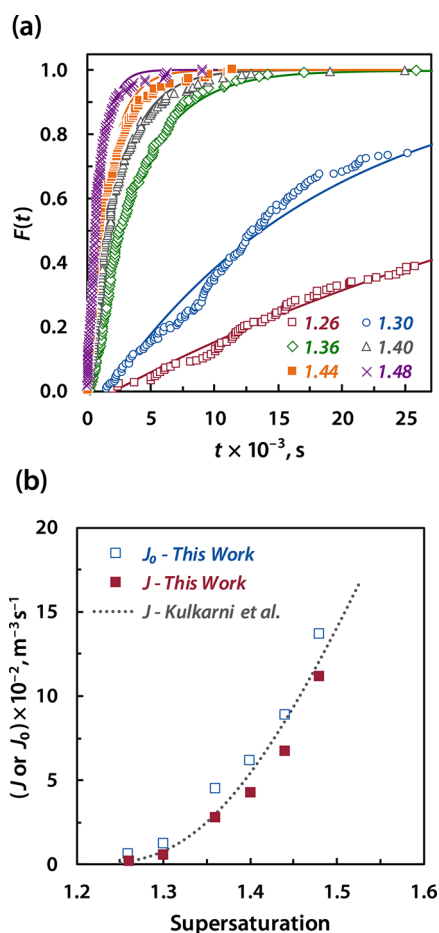 (a)
1.0
0.8
0.6
0.4
0.2
0.0
F(t)
1.26 1.30
1.36 1.40
1.44 1.48
0 5 10 15 20 25
t × 10⁻³, s
(b)
20
15
10
5
0
(J or J₀) × 10⁻², m⁻³s⁻¹
J₀ - This Work
J - This Work
J - Kulkarni et al.
1.2 1.3 1.4 1.5 1.6
Supersaturation